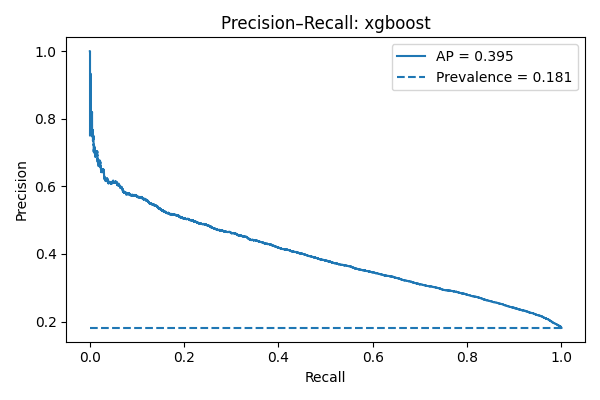 Precision–Recall: xgboost
AP = 0.395
Prevalence = 0.181
Precision
1.0
0.8
0.6
0.4
0.2
0.0 0.2 0.4 0.6 0.8 1.0
Recall